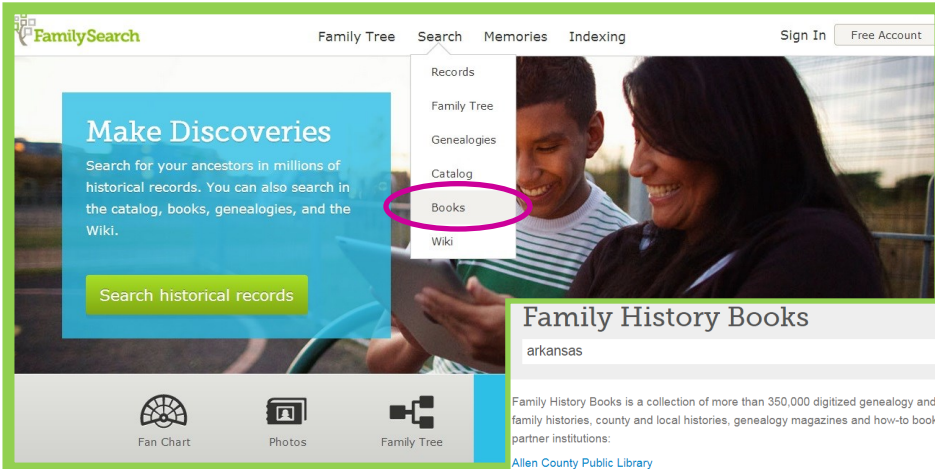 FamilySearch
Family Tree Search Memories Indexing Sign In Free Account
Records
Family Tree
Genealogies
Catalog
Books
Wiki
Make Discoveries
Search for your ancestors in millions of
historical records. You can also search in
the catalog, books, genealogies, and the
Wiki.
Search historical records
Fan Chart Photos Family Tree
Family History Books
arkansas
Family History Books is a collection of more than 350,000 digitized genealogy and
family histories, county and local histories, genealogy magazines and how-to book
partner institutions:
Allen County Public Library